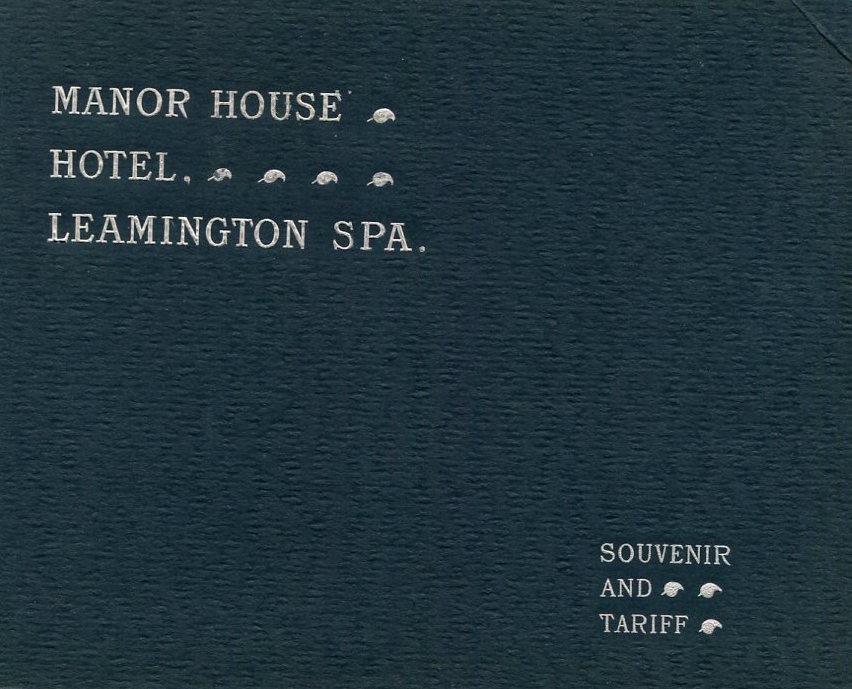 MANOR HOUSE
HOTEL.
LEAMINGTON SPA.
SOUVENIR
AND
TARIFF